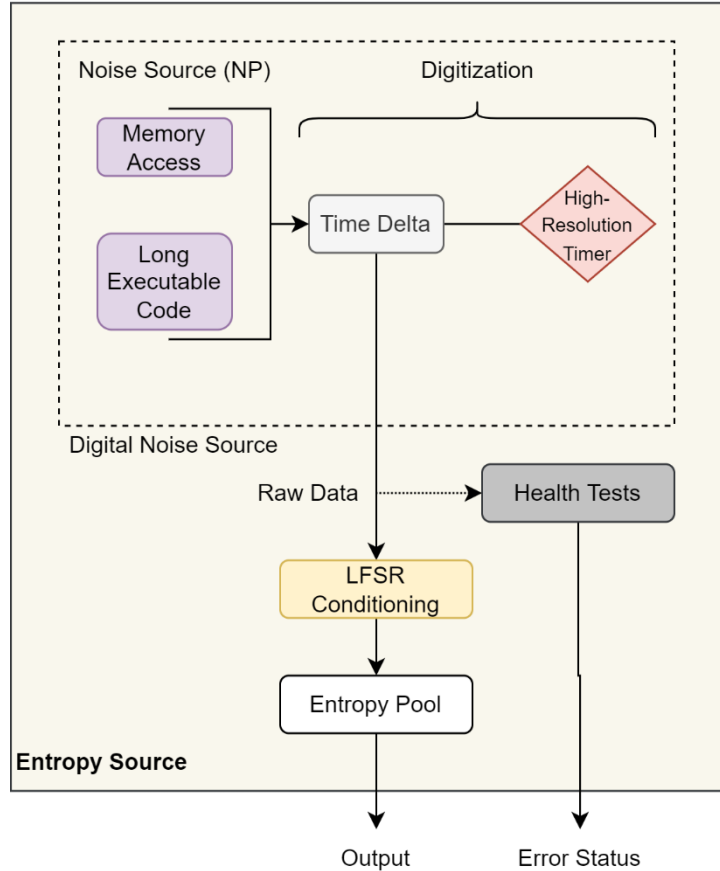 Noise Source (NP)
Digitization
Memory
Access
Long
Executable
Code
Time Delta
High-
Resolution
Timer
Digital Noise Source
Raw Data
Health Tests
LFSR
Conditioning
Entropy Pool
Entropy Source
Output
Error Status